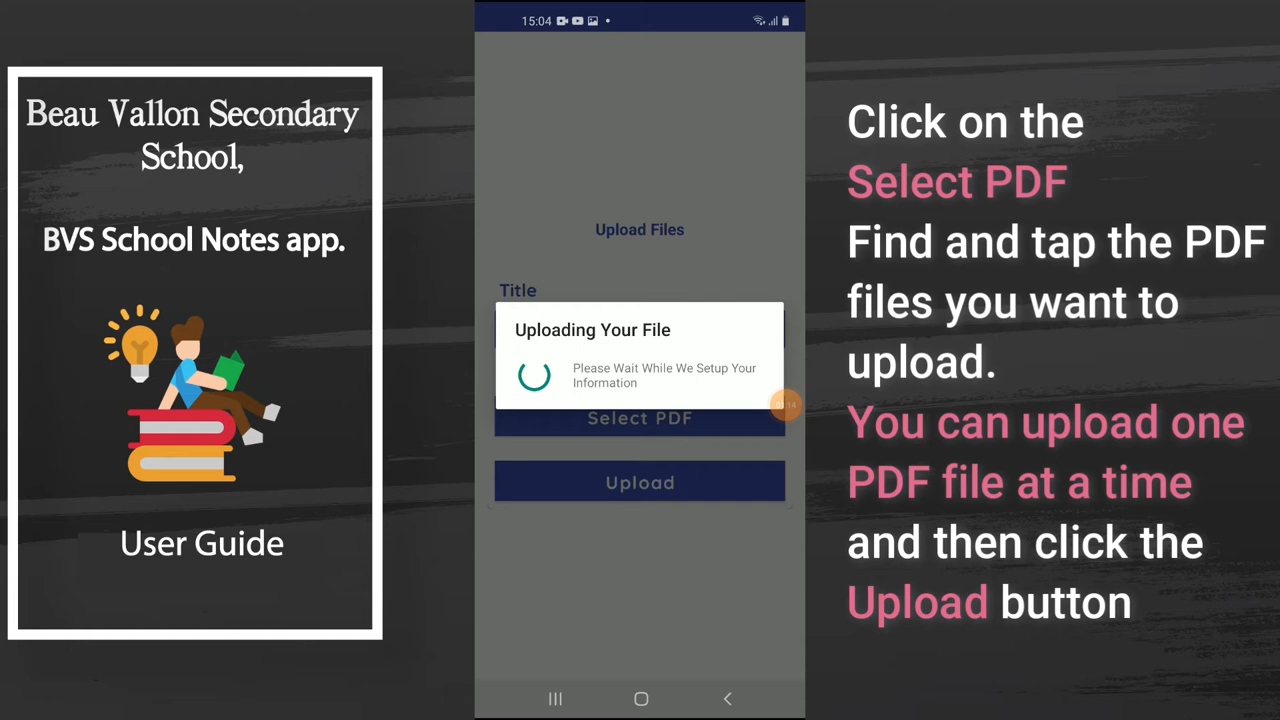 Beau Vallon Secondary
School,
BVS School Notes app.
User Guide
15:04
Upload Files
Title
Uploading Your File
Please Wait While We Setup Your
Information
Select PDF
Upload
Click on the
Select PDF
Find and tap the PDF
files you want to
upload.
You can upload one
PDF file at a time
and then click the
Upload button